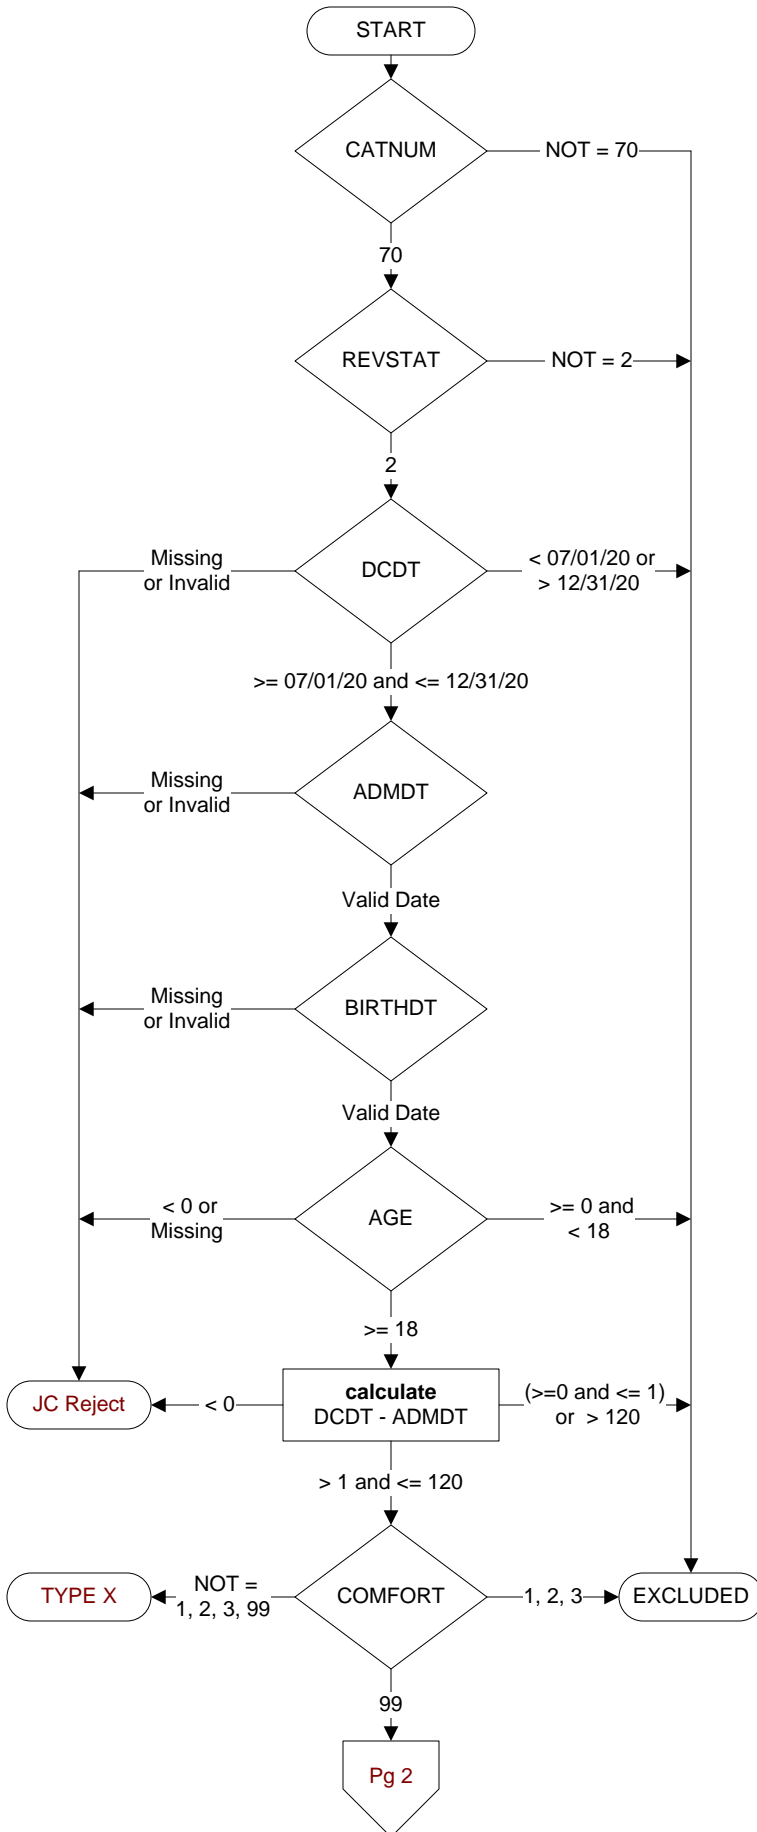 START
CATNUM
NOT = 70
70
REVSTAT
NOT = 2
2
Missing
or Invalid
DCDT
< 07/01/20 or
> 12/31/20
>= 07/01/20 and <= 12/31/20
Missing
or Invalid
ADMDT
Valid Date
Missing
or Invalid
BIRTHDT
Valid Date
< 0 or
Missing
AGE
>= 0 and
< 18
>= 18
JC Reject
< 0
calculate
DCDT - ADMDT
(>=0 and <= 1)
or > 120
> 1 and <= 120
TYPE X
NOT =
1, 2, 3, 99
COMFORT
1, 2, 3
EXCLUDED
99
Pg 2